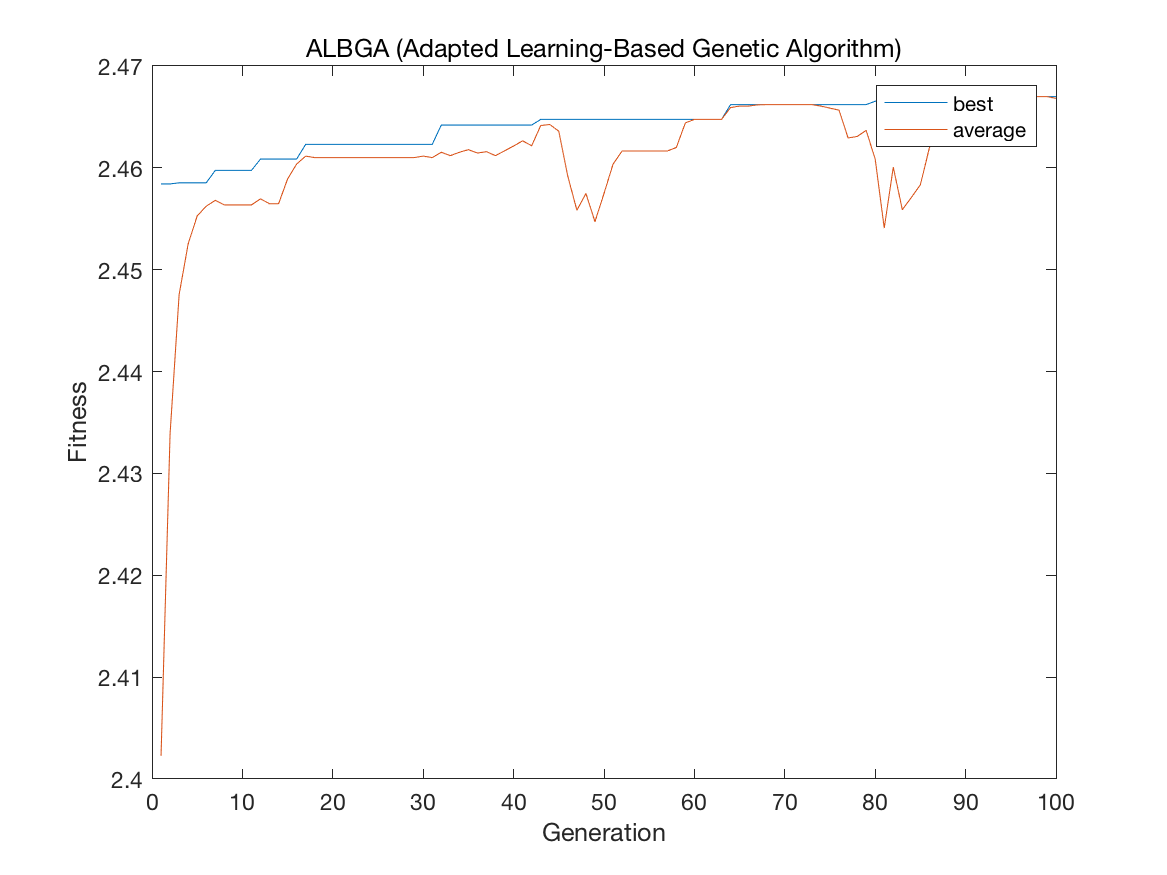 ALBGA (Adapted Learning-Based Genetic Algorithm)
2.47
2.46
2.45
2.44
2.43
2.42
2.41
2.4
Fitness
best
average
0 10 20 30 40 50 60 70 80 90 100
Generation